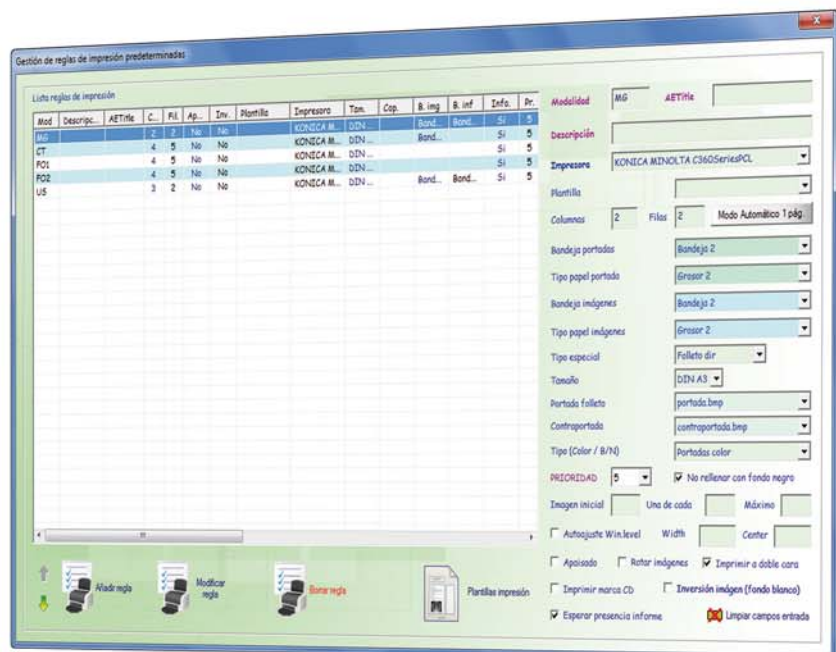 Gestión de reglas de impresión predeterminadas
Lista reglas de impresión
Mod Descripc... AETitle C... Fil. Ap... Inv. Plantilla Impresora Tam. Cop. B. img B. inf Info. Pr.
MG 2 2 No No KONICA M... DIN ... Band... Band... Si 5
CT 4 5 No No KONICA M... DIN ... Band... Si 5
FO1 4 5 No No KONICA M... DIN ... Si 5
FO2 4 5 No No KONICA M... DIN ... Si 5
US 3 2 No No KONICA M... DIN ... Band... Band... Si 5
Añadir regla
Modificar regla
Borrar regla
Plantillas impresión
Modalidad MG AETitle
Descripción
Impresora KONICA MINOLTA C360SeriesPCL
Plantilla
Columnas 2 Filas 2 Modo Automático 1 pág.
Bandeja portadas Bandeja 2
Tipo papel portada Grosor 2
Bandeja imágenes Bandeja 2
Tipo papel imágenes Grosor 2
Tipo especial Folleto dir
Tamaño DIN A3
Portada folleto portada.bmp
Contraportada contraportada.bmp
Tipo (Color / B/N) Portadas color
PRIORIDAD 5 No rellenar con fondo negro
Imagen inicial Una de cada Máximo
Autoajuste Win.level Width Center
Apaisado Rotar imágenes Imprimir a doble cara
Imprimir marca CD Inversión imágen (fondo blanco)
Esperar presencia informe Limpiar campos entrada